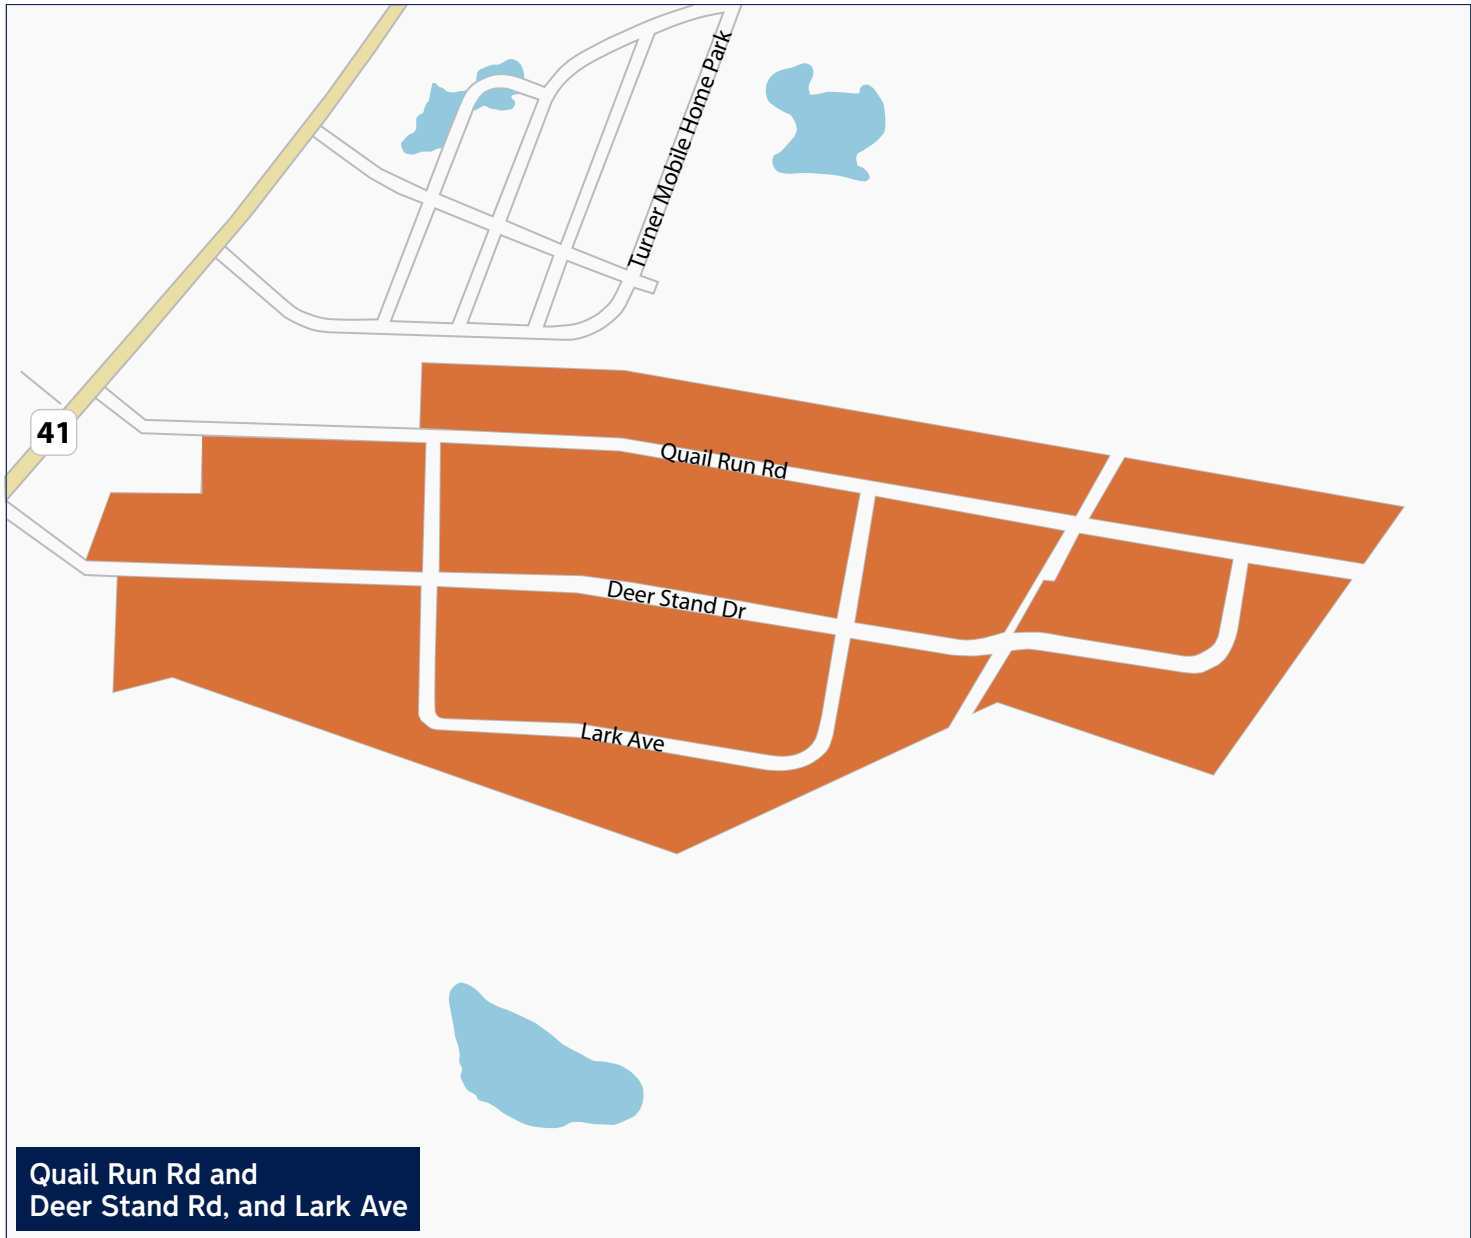 Turner Mobile Home Park
41
Quail Run Rd
Deer Stand Dr
Lark Ave
Quail Run Rd and
Deer Stand Rd, and Lark Ave